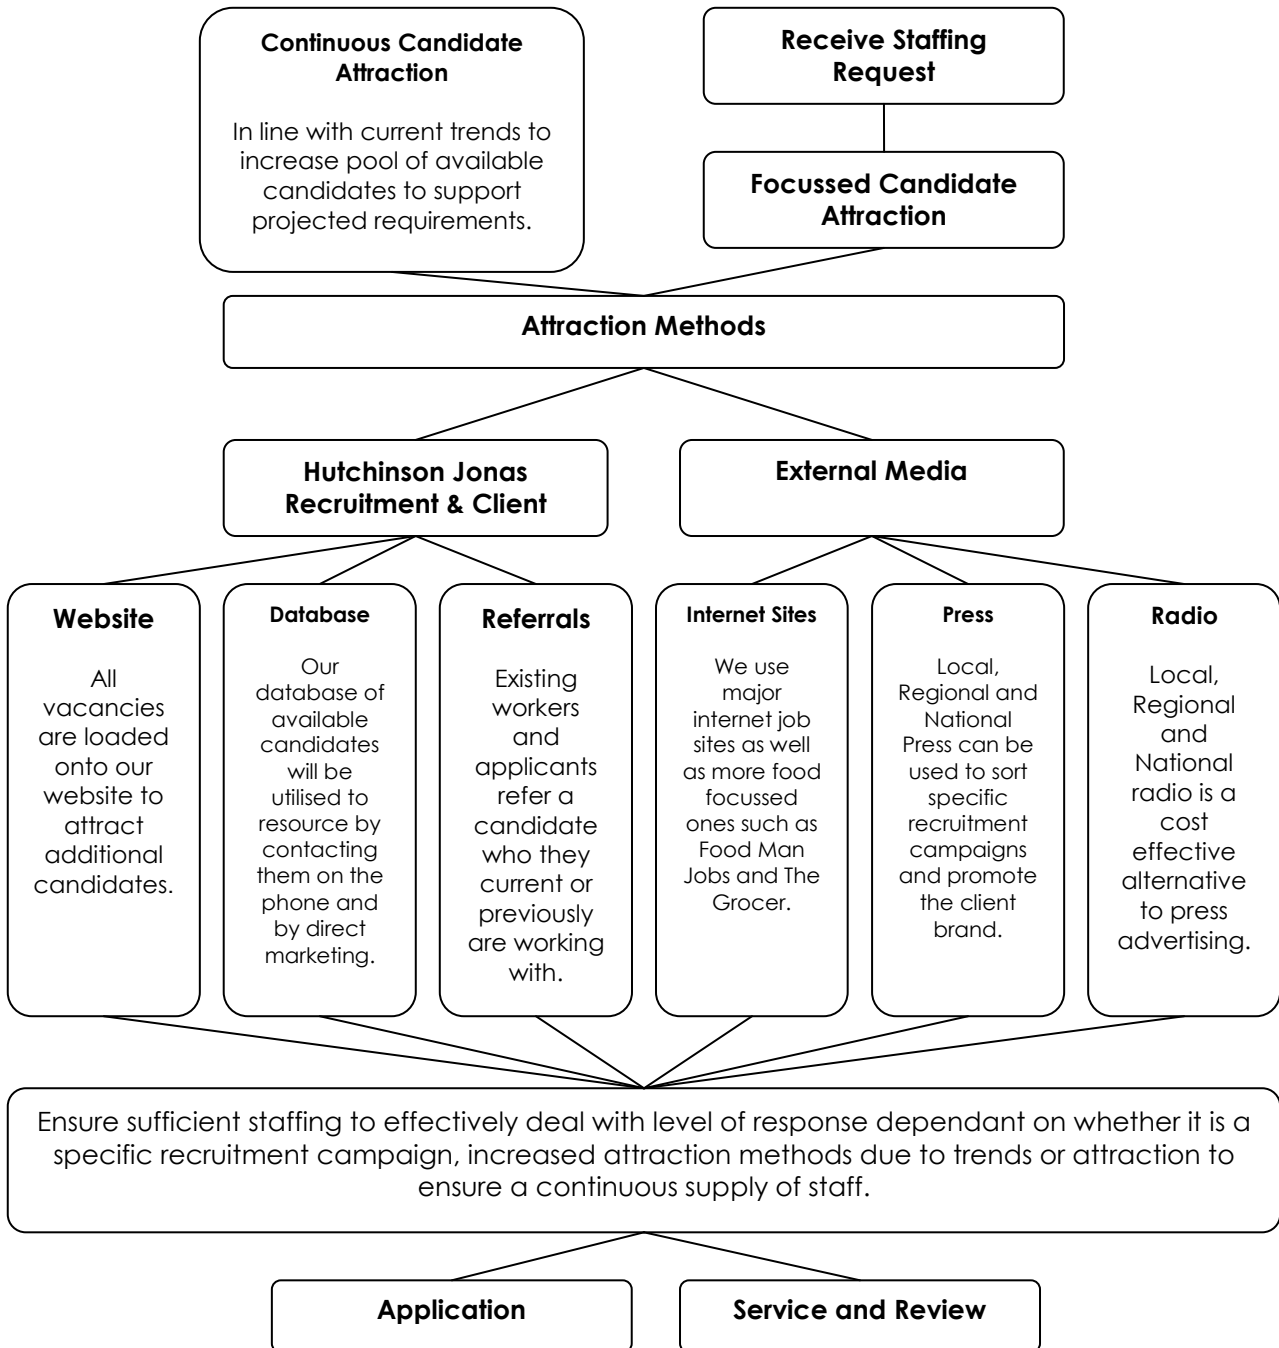 Continuous Candidate
Attraction
In line with current trends to
increase pool of available
candidates to support
projected requirements.
Receive Staffing
Request
Focussed Candidate
Attraction
Attraction Methods
Hutchinson Jonas
Recruitment & Client
External Media
Website
All
vacancies
are loaded
onto our
website to
attract
additional
candidates.
Database
Our
database of
available
candidates
will be
utilised to
resource by
contacting
them on the
phone and
by direct
marketing.
Referrals
Existing
workers
and
applicants
refer a
candidate
who they
current or
previously
are working
with.
Internet Sites
We use
major
internet job
sites as well
as more food
focussed
ones such as
Food Man
Jobs and The
Grocer.
Press
Local,
Regional and
National
Press can be
used to sort
specific
recruitment
campaigns
and promote
the client
brand.
Radio
Local,
Regional
and
National
radio is a
cost
effective
alternative
to press
advertising.
Ensure sufficient staffing to effectively deal with level of response dependant on whether it is a
specific recruitment campaign, increased attraction methods due to trends or attraction to
ensure a continuous supply of staff.
Application
Service and Review